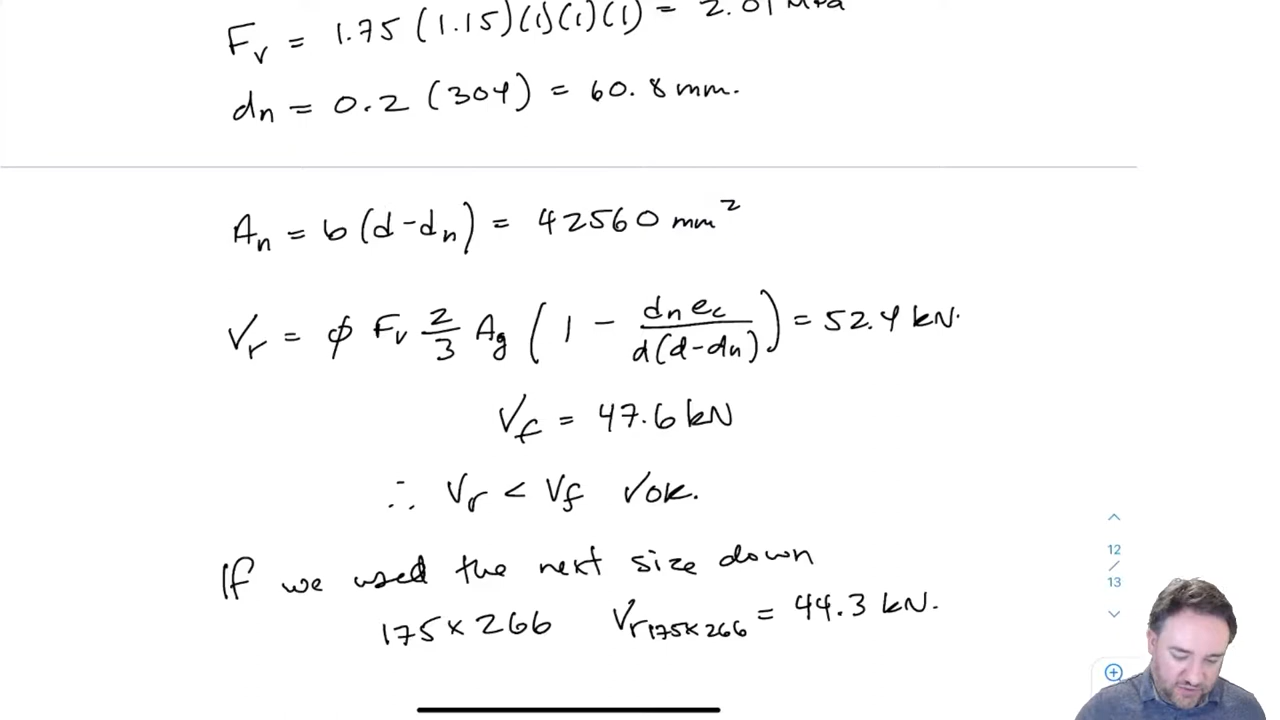 Fv = 1.75 (1.15)(1)(1)(1) = 2.01 MPa
dn = 0.2 (304) = 60.8 mm.
An = b (d - dn) = 42560 mm²
Vr = ϕ Fv 2/3 Ag (1 - dn ec / d(d - dn)) = 52.4 kN.
Vf = 47.6 kN
∴ Vr < Vf ✓ok.
If we used the next size down
175 x 266 Vr175x266 = 44.3 kN.
12
/
13